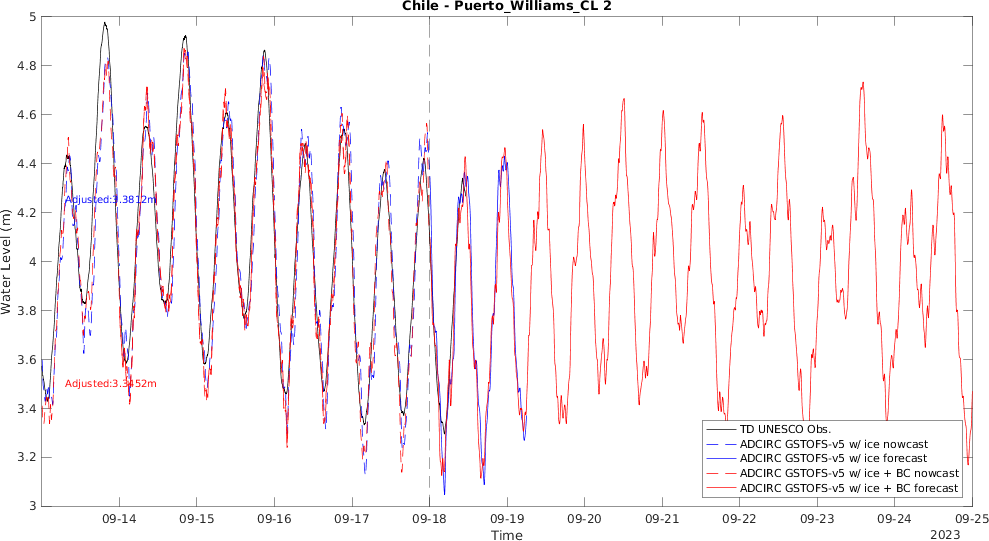 Chile - Puerto_Williams_CL 2
Water Level (m)
5
4.8
4.6
4.4
4.2
4
3.8
3.6
3.4
3.2
3
Adjusted:3.3812m
Adjusted:3.3452m
TD UNESCO Obs.
ADCIRC GSTOFS-v5 w/ ice nowcast
ADCIRC GSTOFS-v5 w/ ice forecast
ADCIRC GSTOFS-v5 w/ ice + BC nowcast
ADCIRC GSTOFS-v5 w/ ice + BC forecast
09-14 09-15 09-16 09-17 09-18 09-19 09-20 09-21 09-22 09-23 09-24 09-25
Time
2023